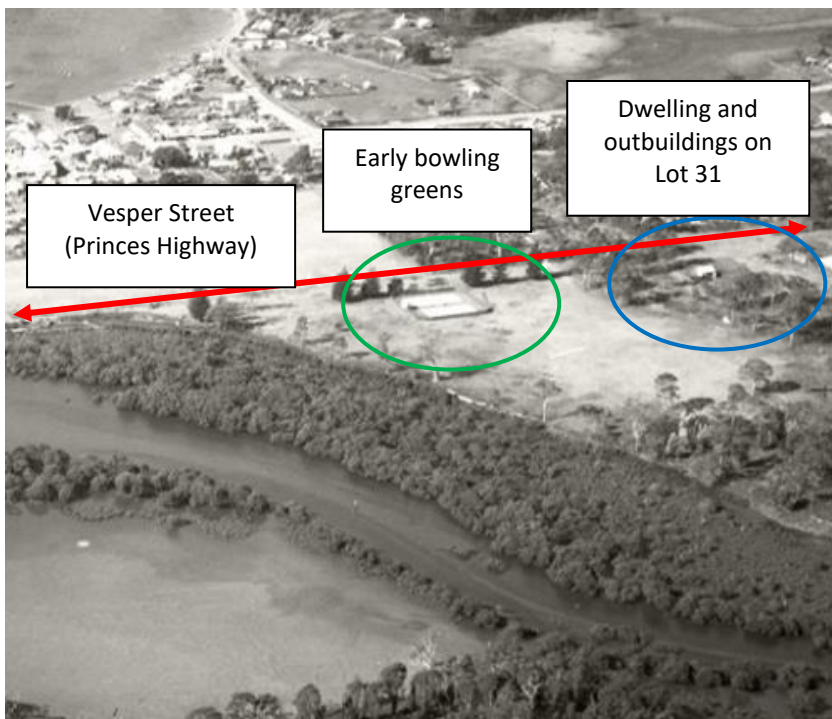 Dwelling and
outbuildings on
Lot 31
Early bowling
greens
Vesper Street
(Princes Highway)